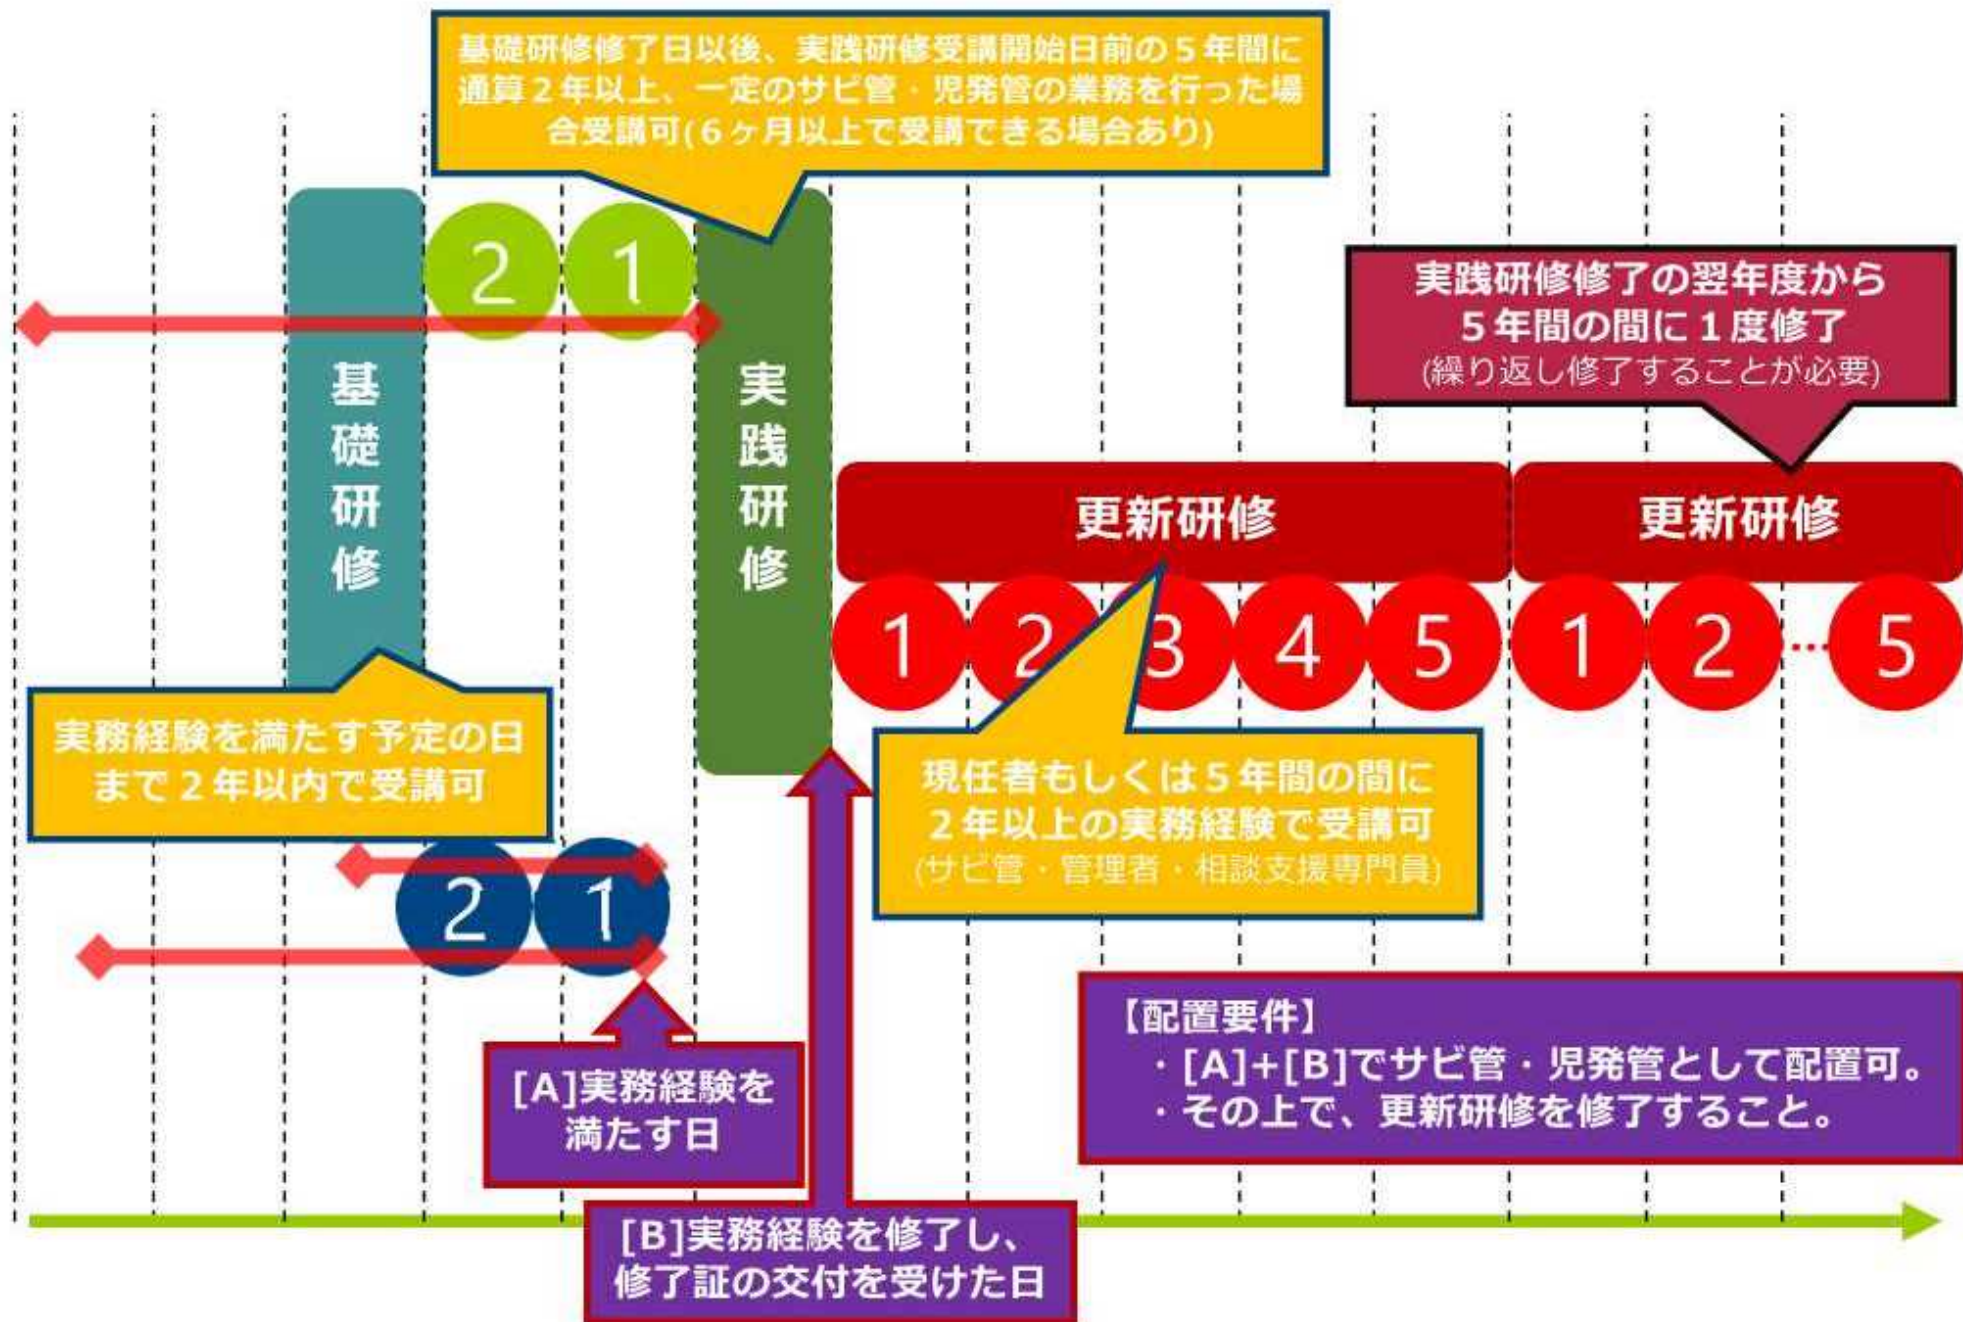 基礎研修修了日以後、実践研修受講開始日前の５年間に
通算２年以上、一定のサビ管・児発管の業務を行った場
合受講可(６ヶ月以上で受講できる場合あり)
2
1
基礎研修
実践研修
実践研修修了の翌年度から
５年間の間に１度修了
(繰り返し修了することが必要)
更新研修
更新研修
1
2
3
4
5
1
2
…
5
実務経験を満たす予定の日
まで２年以内で受講可
現任者もしくは５年間の間に
２年以上の実務経験で受講可
(サビ管・管理者・相談支援専門員)
2
1
[A]実務経験を
満たす日
【配置要件】
・[A]+[B]でサビ管・児発管として配置可。
・その上で、更新研修を修了すること。
[B]実務経験を修了し、
修了証の交付を受けた日